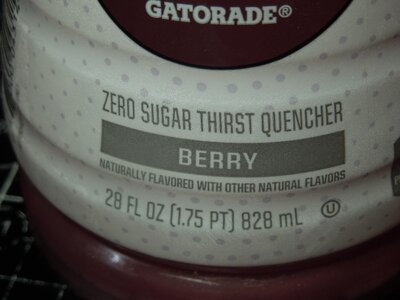 GATORADE®
ZERO SUGAR THIRST QUENCHER
BERRY
NATURALLY FLAVORED WITH OTHER NATURAL FLAVORS
28 FL OZ (1.75 PT) 828 mL U